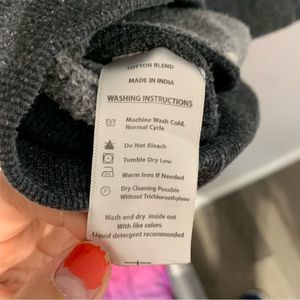 COTTON BLEND
MADE IN INDIA
WASHING INSTRUCTIONS
Machine Wash Cold,
Normal Cycle
Do Not Bleach
Tumble Dry Low
Warm Iron If Needed
Dry Cleaning Possible
Without Trichloroethylene
Wash and dry inside out
With like colors.
Liquid detergent recommended